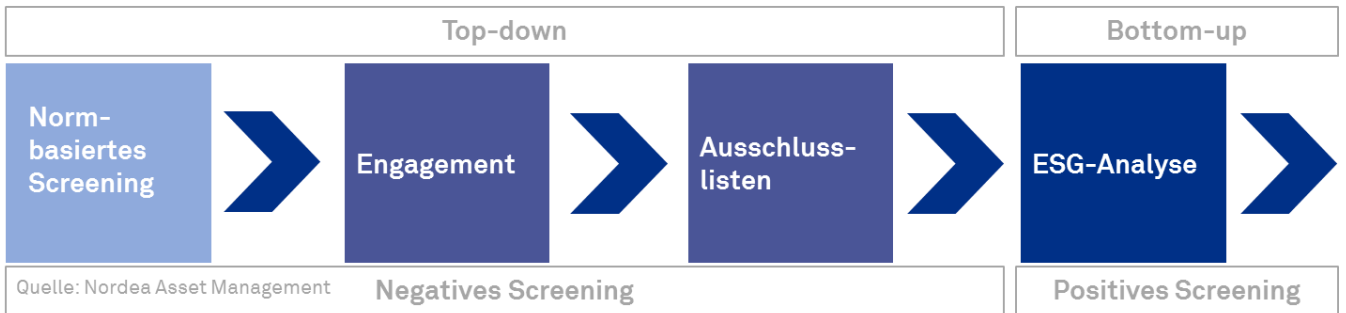 Top-down
Bottom-up
Norm-
basiertes
Screening
Engagement
Ausschluss-
listen
ESG-Analyse
Quelle: Nordea Asset Management
Negatives Screening
Positives Screening